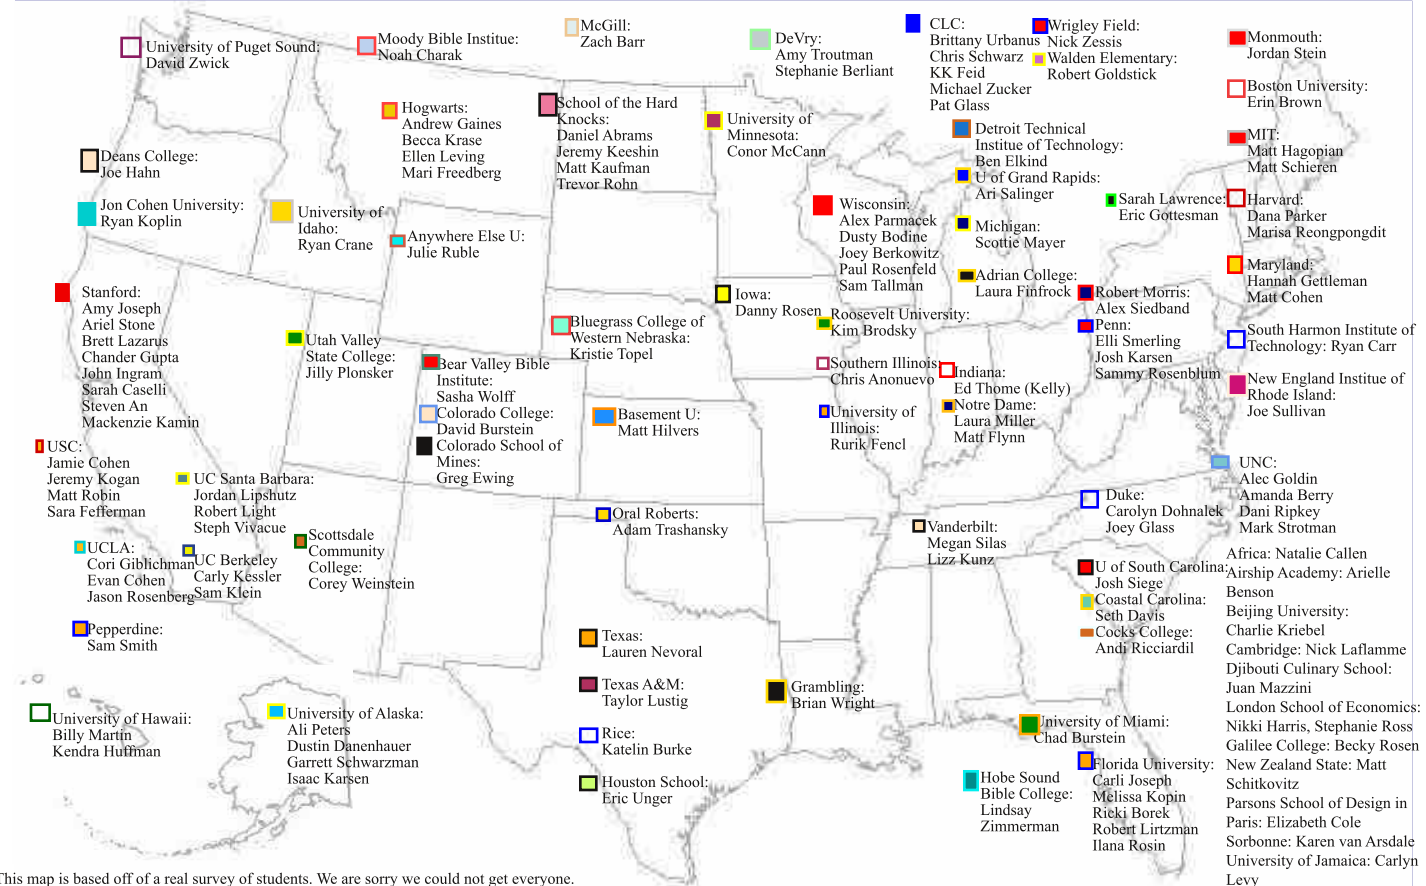 University of Puget Sound:
David Zwick
Moody Bible Institue:
Noah Charak
McGill:
Zach Barr
DeVry:
Amy Troutman
Stephanie Berliant
CLC:
Brittany Urbanus
Chris Schwarz
KK Feid
Michael Zucker
Pat Glass
Wrigley Field:
Nick Zessis
Walden Elementary:
Robert Goldstick
Monmouth:
Jordan Stein
Boston University:
Erin Brown
MIT:
Matt Hagopian
Matt Schieren
Harvard:
Dana Parker
Marisa Reongpongdit
Maryland:
Hannah Gettleman
Matt Cohen
South Harmon Institute of
Technology: Ryan Carr
New England Institue of
Rhode Island:
Joe Sullivan
Deans College:
Joe Hahn
Jon Cohen University:
Ryan Koplin
Hogwarts:
Andrew Gaines
Becca Krase
Ellen Leving
Mari Freedberg
School of the Hard
Knocks:
Daniel Abrams
Jeremy Keeshin
Matt Kaufman
Trevor Rohn
University of
Minnesota:
Conor McCann
Detroit Technical
Institue of Technology:
Ben Elkind
U of Grand Rapids:
Ari Salinger
Michigan:
Scottie Mayer
Adrian College:
Laura Finfrock
Sarah Lawrence:
Eric Gottesman
University of
Idaho:
Ryan Crane
Anywhere Else U:
Julie Ruble
Wisconsin:
Alex Parmacek
Dusty Bodine
Joey Berkowitz
Paul Rosenfeld
Sam Tallman
Stanford:
Amy Joseph
Ariel Stone
Brett Lazarus
Chander Gupta
John Ingram
Sarah Caselli
Steven An
Mackenzie Kamin
Utah Valley
State College:
Jilly Plonsker
Bluegrass College of
Western Nebraska:
Kristie Topel
Iowa:
Danny Rosen
Roosevelt University:
Kim Brodsky
Southern Illinois:
Chris Anonuevo
University of
Illinois:
Rurik Fencl
Indiana:
Ed Thome (Kelly)
Notre Dame:
Laura Miller
Matt Flynn
Robert Morris:
Alex Siedband
Penn:
Elli Smerling
Josh Karsen
Sammy Rosenblum
Bear Valley Bible
Institute:
Sasha Wolff
Colorado College:
David Burstein
Colorado School of
Mines:
Greg Ewing
Basement U:
Matt Hilvers
USC:
Jamie Cohen
Jeremy Kogan
Matt Robin
Sara Fefferman
UC Santa Barbara:
Jordan Lipshutz
Robert Light
Steph Vivacue
UCLA:
Cori Giblichman
Evan Cohen
Jason Rosenberg
UC Berkeley
Carly Kessler
Sam Klein
Scottsdale
Community
College:
Corey Weinstein
Oral Roberts:
Adam Trashansky
Vanderbilt:
Megan Silas
Lizz Kunz
Duke:
Carolyn Dohnalek
Joey Glass
UNC:
Alec Goldin
Amanda Berry
Dani Ripkey
Mark Strotman
U of South Carolina:
Josh Siege
Coastal Carolina:
Seth Davis
Cocks College:
Andi Ricciardil
Pepperdine:
Sam Smith
Texas:
Lauren Nevoral
Texas A&M:
Taylor Lustig
Rice:
Katelin Burke
Houston School:
Eric Unger
Grambling:
Brian Wright
University of Hawaii:
Billy Martin
Kendra Huffman
University of Alaska:
Ali Peters
Dustin Danenhauer
Garrett Schwarzman
Isaac Karsen
University of Miami:
Chad Burstein
Hobe Sound
Bible College:
Lindsay
Zimmerman
Florida University:
Carli Joseph
Melissa Kopin
Ricki Borek
Robert Lirtzman
Ilana Rosin
Africa: Natalie Callen
Airship Academy: Arielle
Benson
Beijing University:
Charlie Kriebel
Cambridge: Nick Laflamme
Djibouti Culinary School:
Juan Mazzini
London School of Economics:
Nikki Harris, Stephanie Ross
Galilee College: Becky Rosen
New Zealand State: Matt
Schitkovitz
Parsons School of Design in
Paris: Elizabeth Cole
Sorbonne: Karen van Arsdale
University of Jamaica: Carlyn
Levy
This map is based off of a real survey of students. We are sorry we could not get everyone.